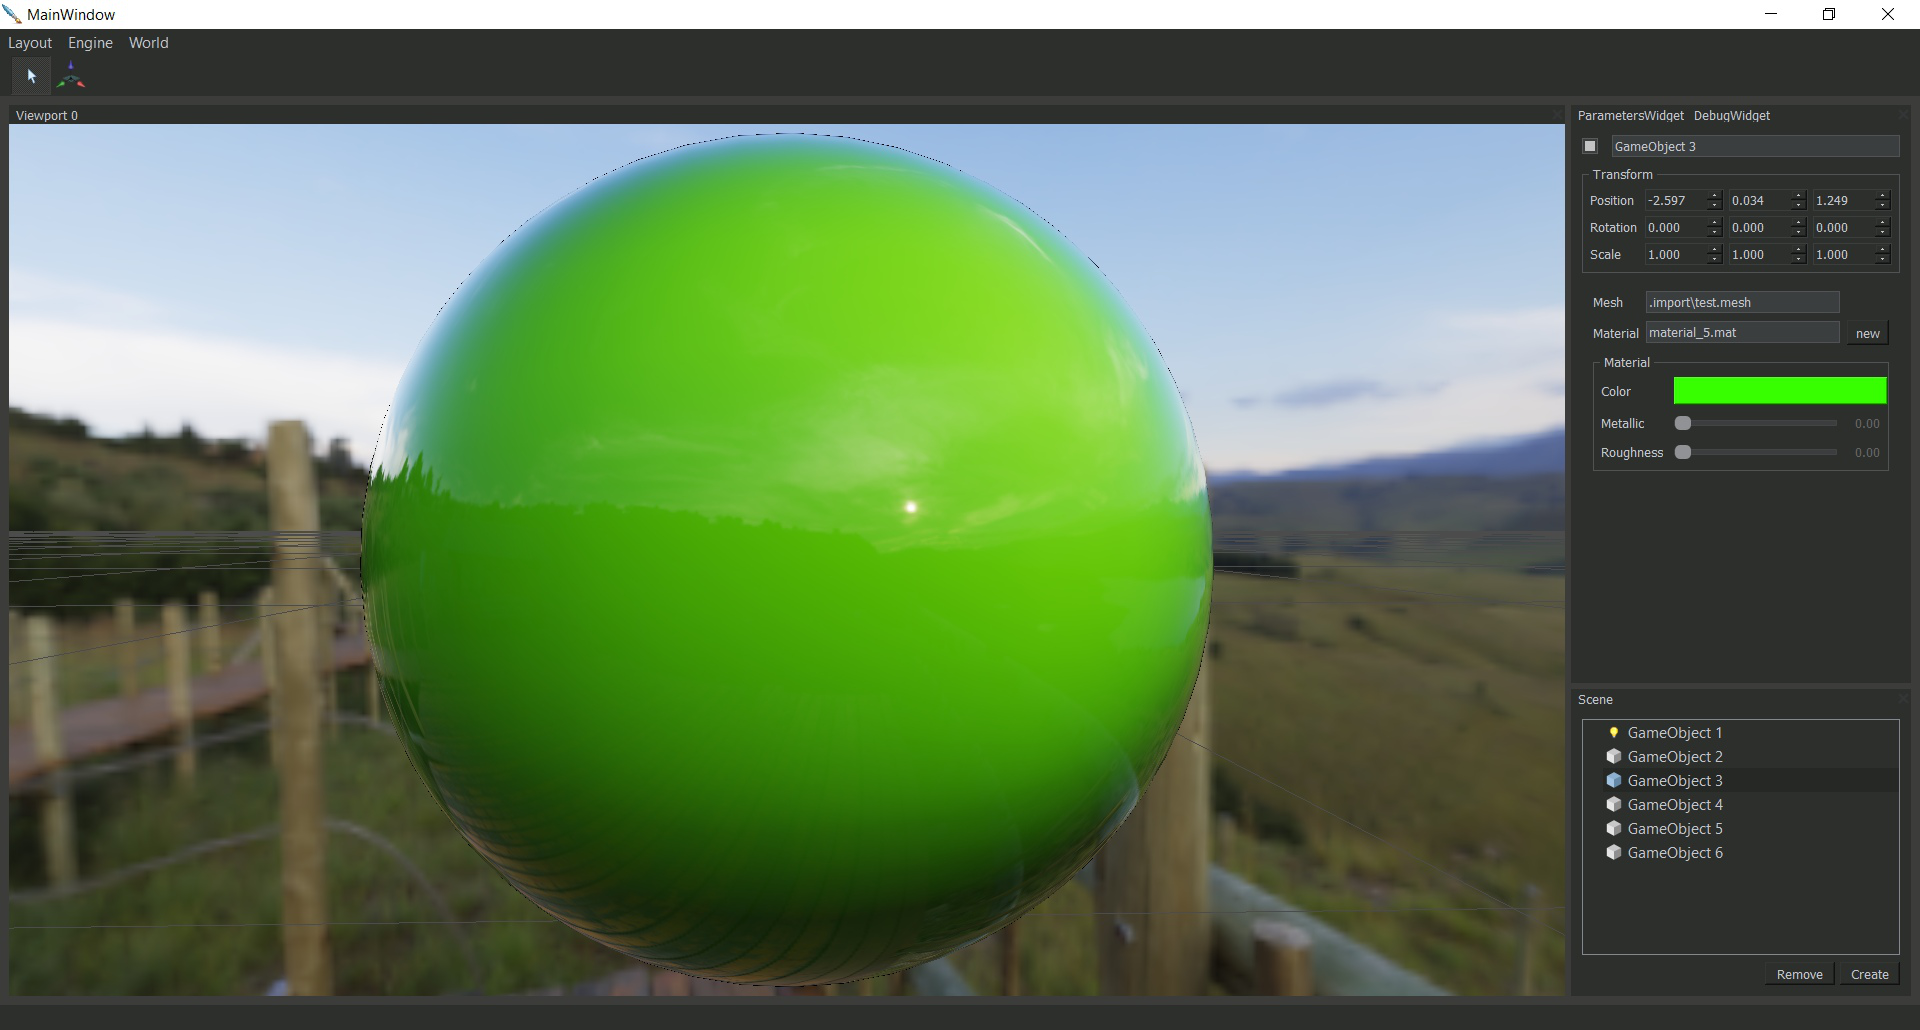 MainWindow
Layout Engine World
Viewport 0
ParametersWidget DebugWidget
GameObject 3
Transform
Position -2.597 0.034 1.249
Rotation 0.000 0.000 0.000
Scale 1.000 1.000 1.000
Mesh .import\test.mesh
Material material_5.mat new
Material
Color
Metallic 0.00
Roughness 0.00
Scene
GameObject 1
GameObject 2
GameObject 3
GameObject 4
GameObject 5
GameObject 6
Remove Create